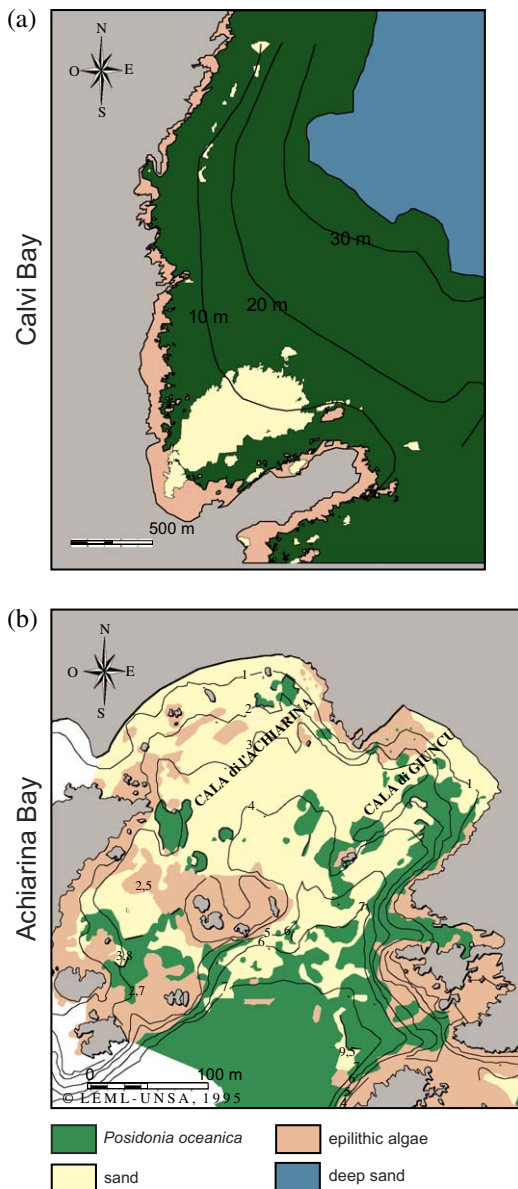 (a)
N
O E
S
Calvi Bay
30 m
20 m
10 m
500 m
(b)
N
O E
S
Achiarina Bay
1
2
3
CALA di L'ACHIARINA
CALA di GIUNCU
1
4
2,5
7
5
6
6
3,8
2,7
7
9,5
7
0 100 m
© LEML-UNSA, 1995
Posidonia oceanica
epilithic algae
sand
deep sand